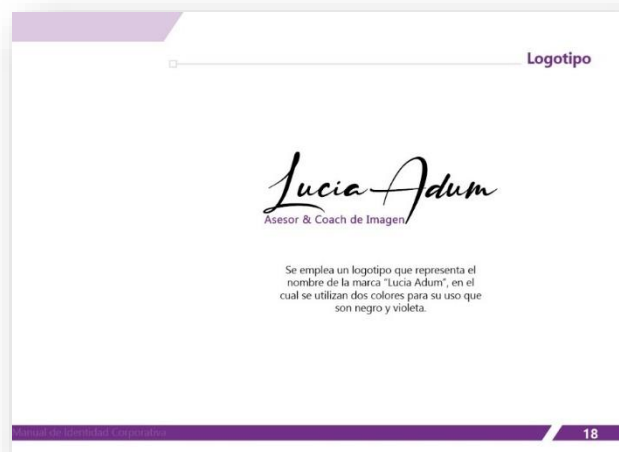 Logotipo
Lucia Adum
Asesor & Coach de Imagen
Se emplea un logotipo que representa el
nombre de la marca "Lucia Adum", en el
cual se utilizan dos colores para su uso que
son negro y violeta.
Manual de Identidad Corporativa
18